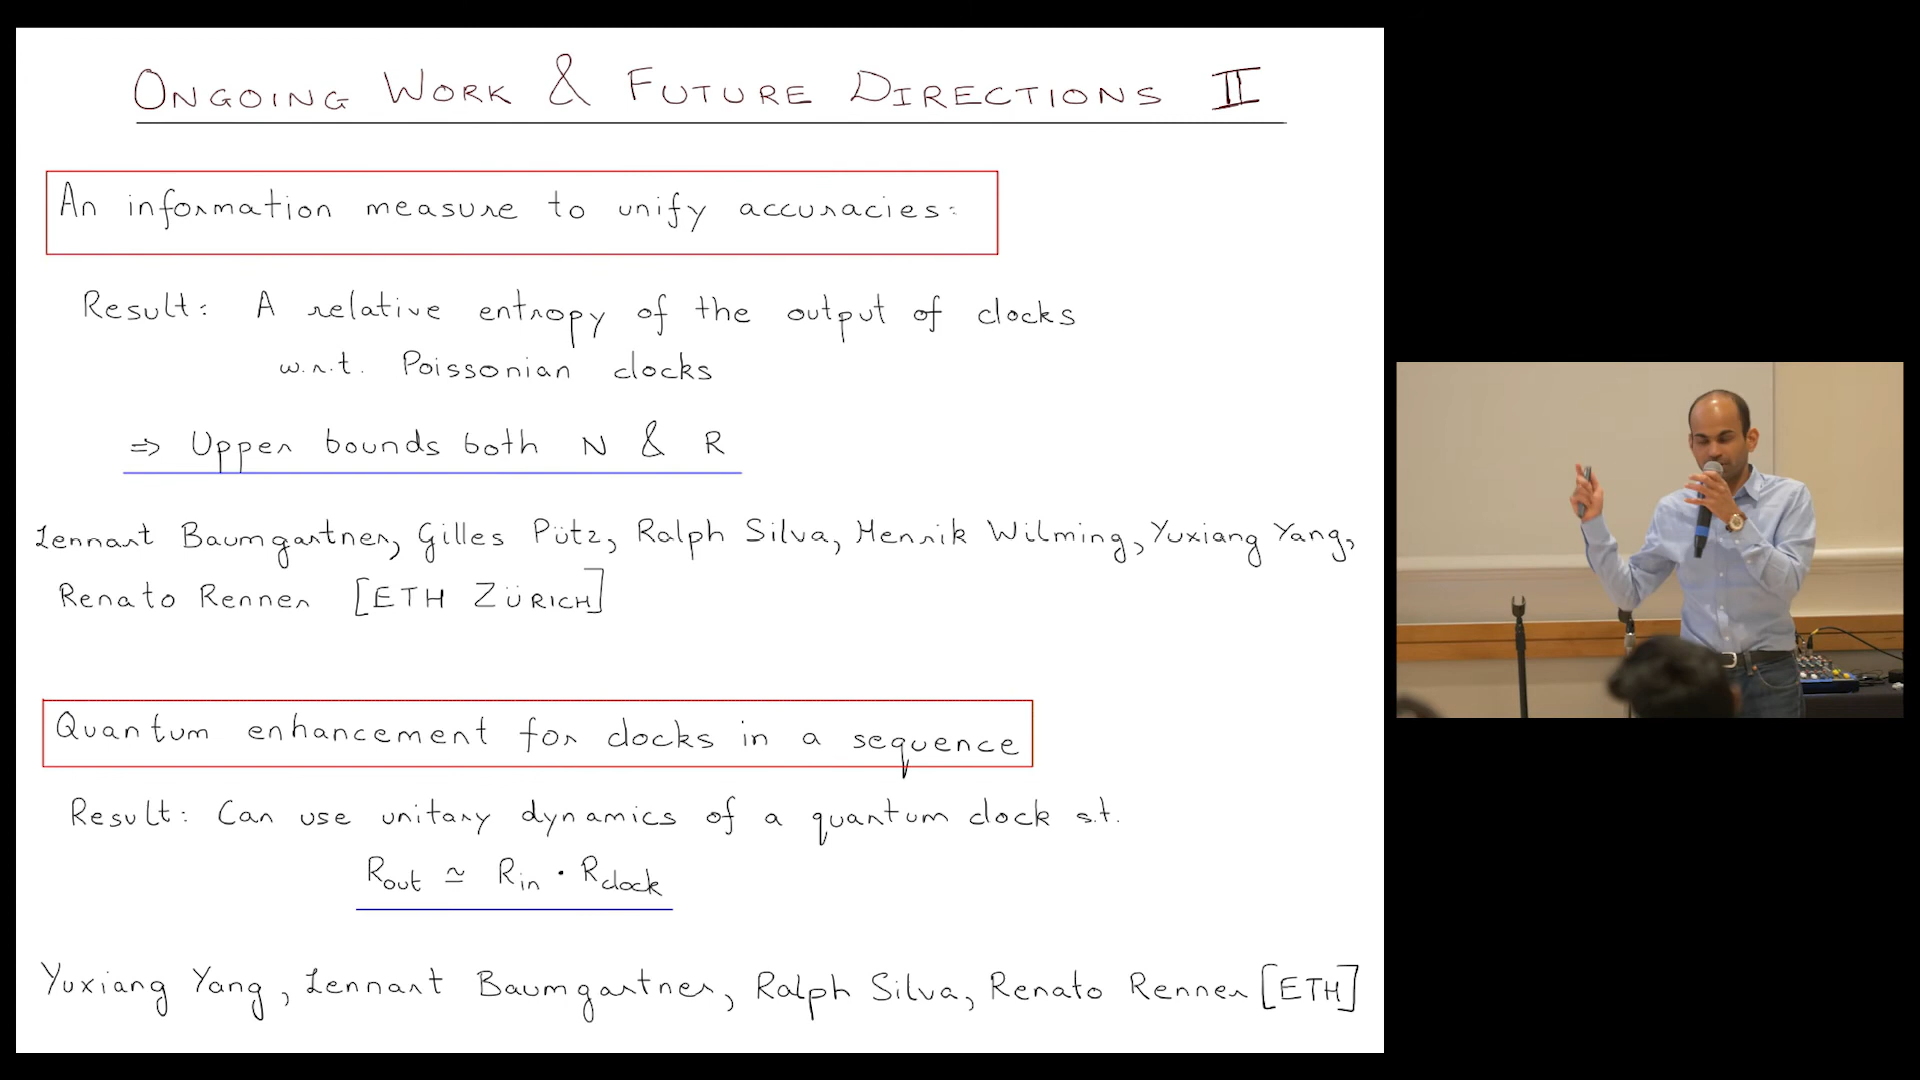 ONGOING WORK & FUTURE DIRECTIONS II
An information measure to unify accuracies:
Result: A relative entropy of the output of clocks
w.r.t. Poissonian clocks
⇒ Upper bounds both N & R
Lennart Baumgartner, Gilles Pütz, Ralph Silva, Henrik Wilming, Yuxiang Yang,
Renato Renner [ETH ZÜRICH]
Quantum enhancement for clocks in a sequence
Result: Can use unitary dynamics of a quantum clock s.t.
Rout ≃ Rin · Rclock
Yuxiang Yang, Lennart Baumgartner, Ralph Silva, Renato Renner [ETH]